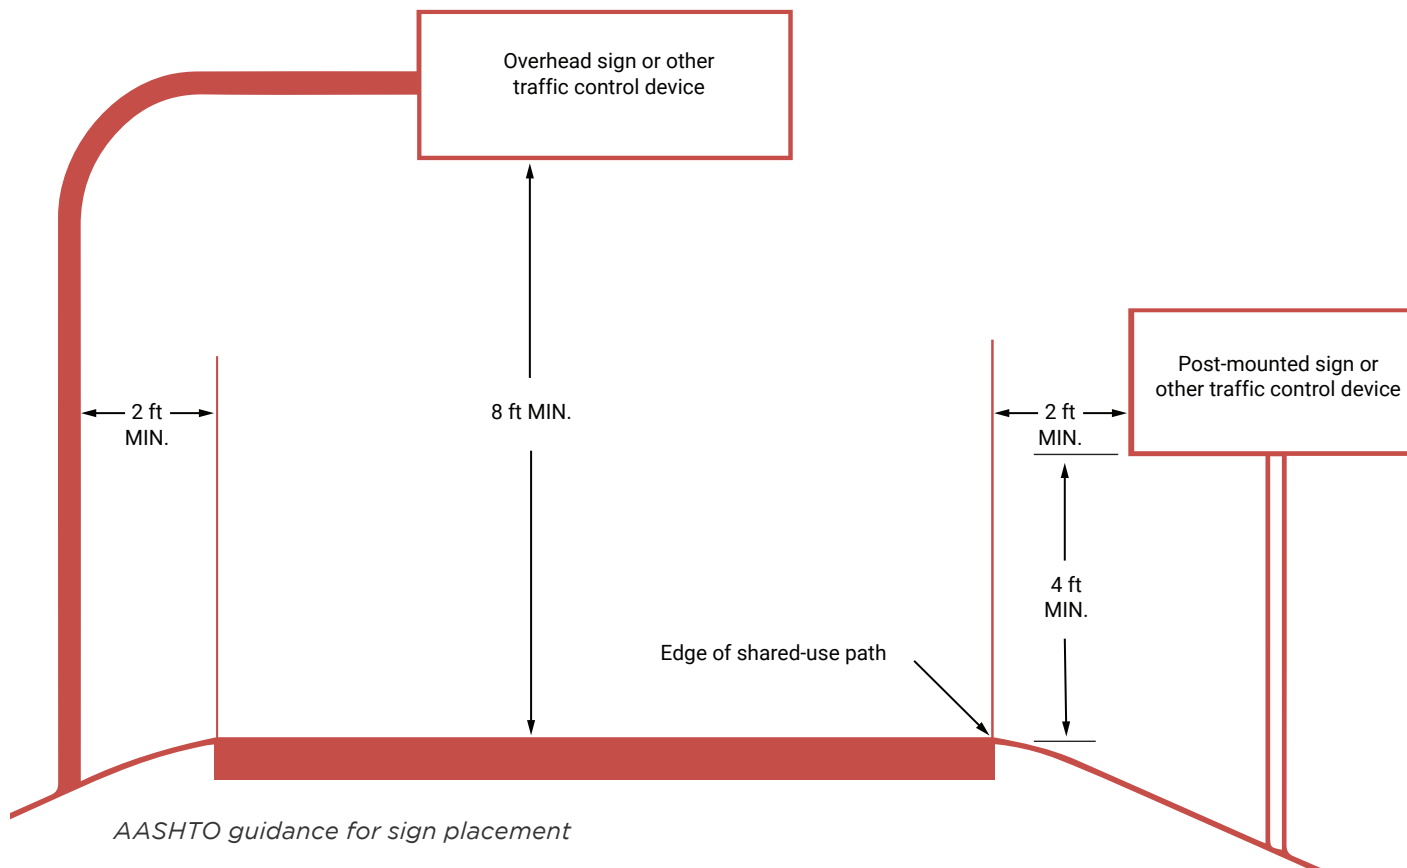 Overhead sign or other
traffic control device
Post-mounted sign or
other traffic control device
2 ft
MIN.
8 ft MIN.
2 ft
MIN.
4 ft
MIN.
Edge of shared-use path
AASHTO guidance for sign placement